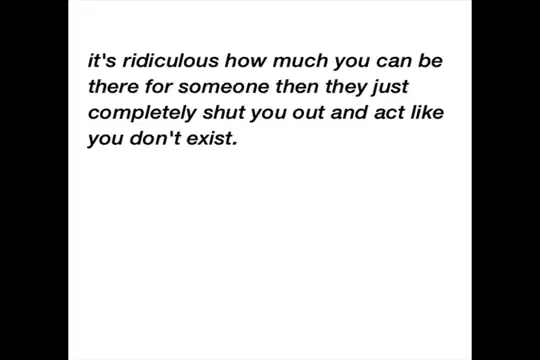 it's ridiculous how much you can be
there for someone then they just
completely shut you out and act like
you don't exist.